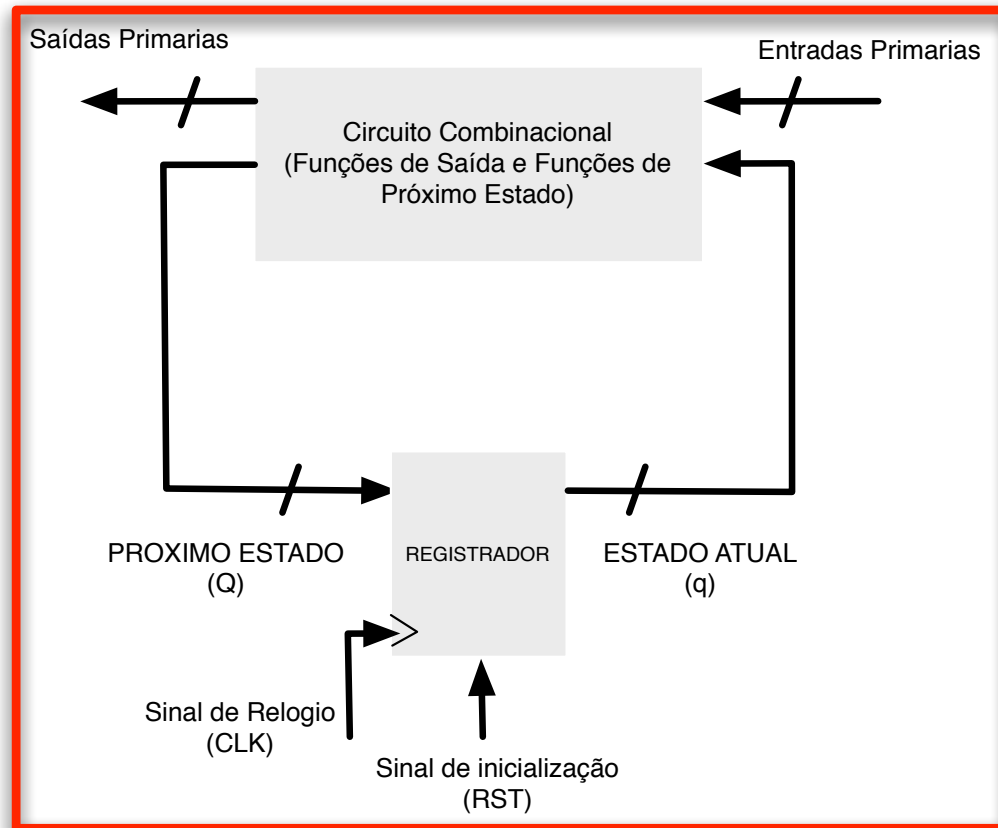 Saídas Primarias
Entradas Primarias
Circuito Combinacional
(Funções de Saída e Funções de
Próximo Estado)
PROXIMO ESTADO
(Q)
REGISTRADOR
ESTADO ATUAL
(q)
Sinal de Relogio
(CLK)
Sinal de inicialização
(RST)